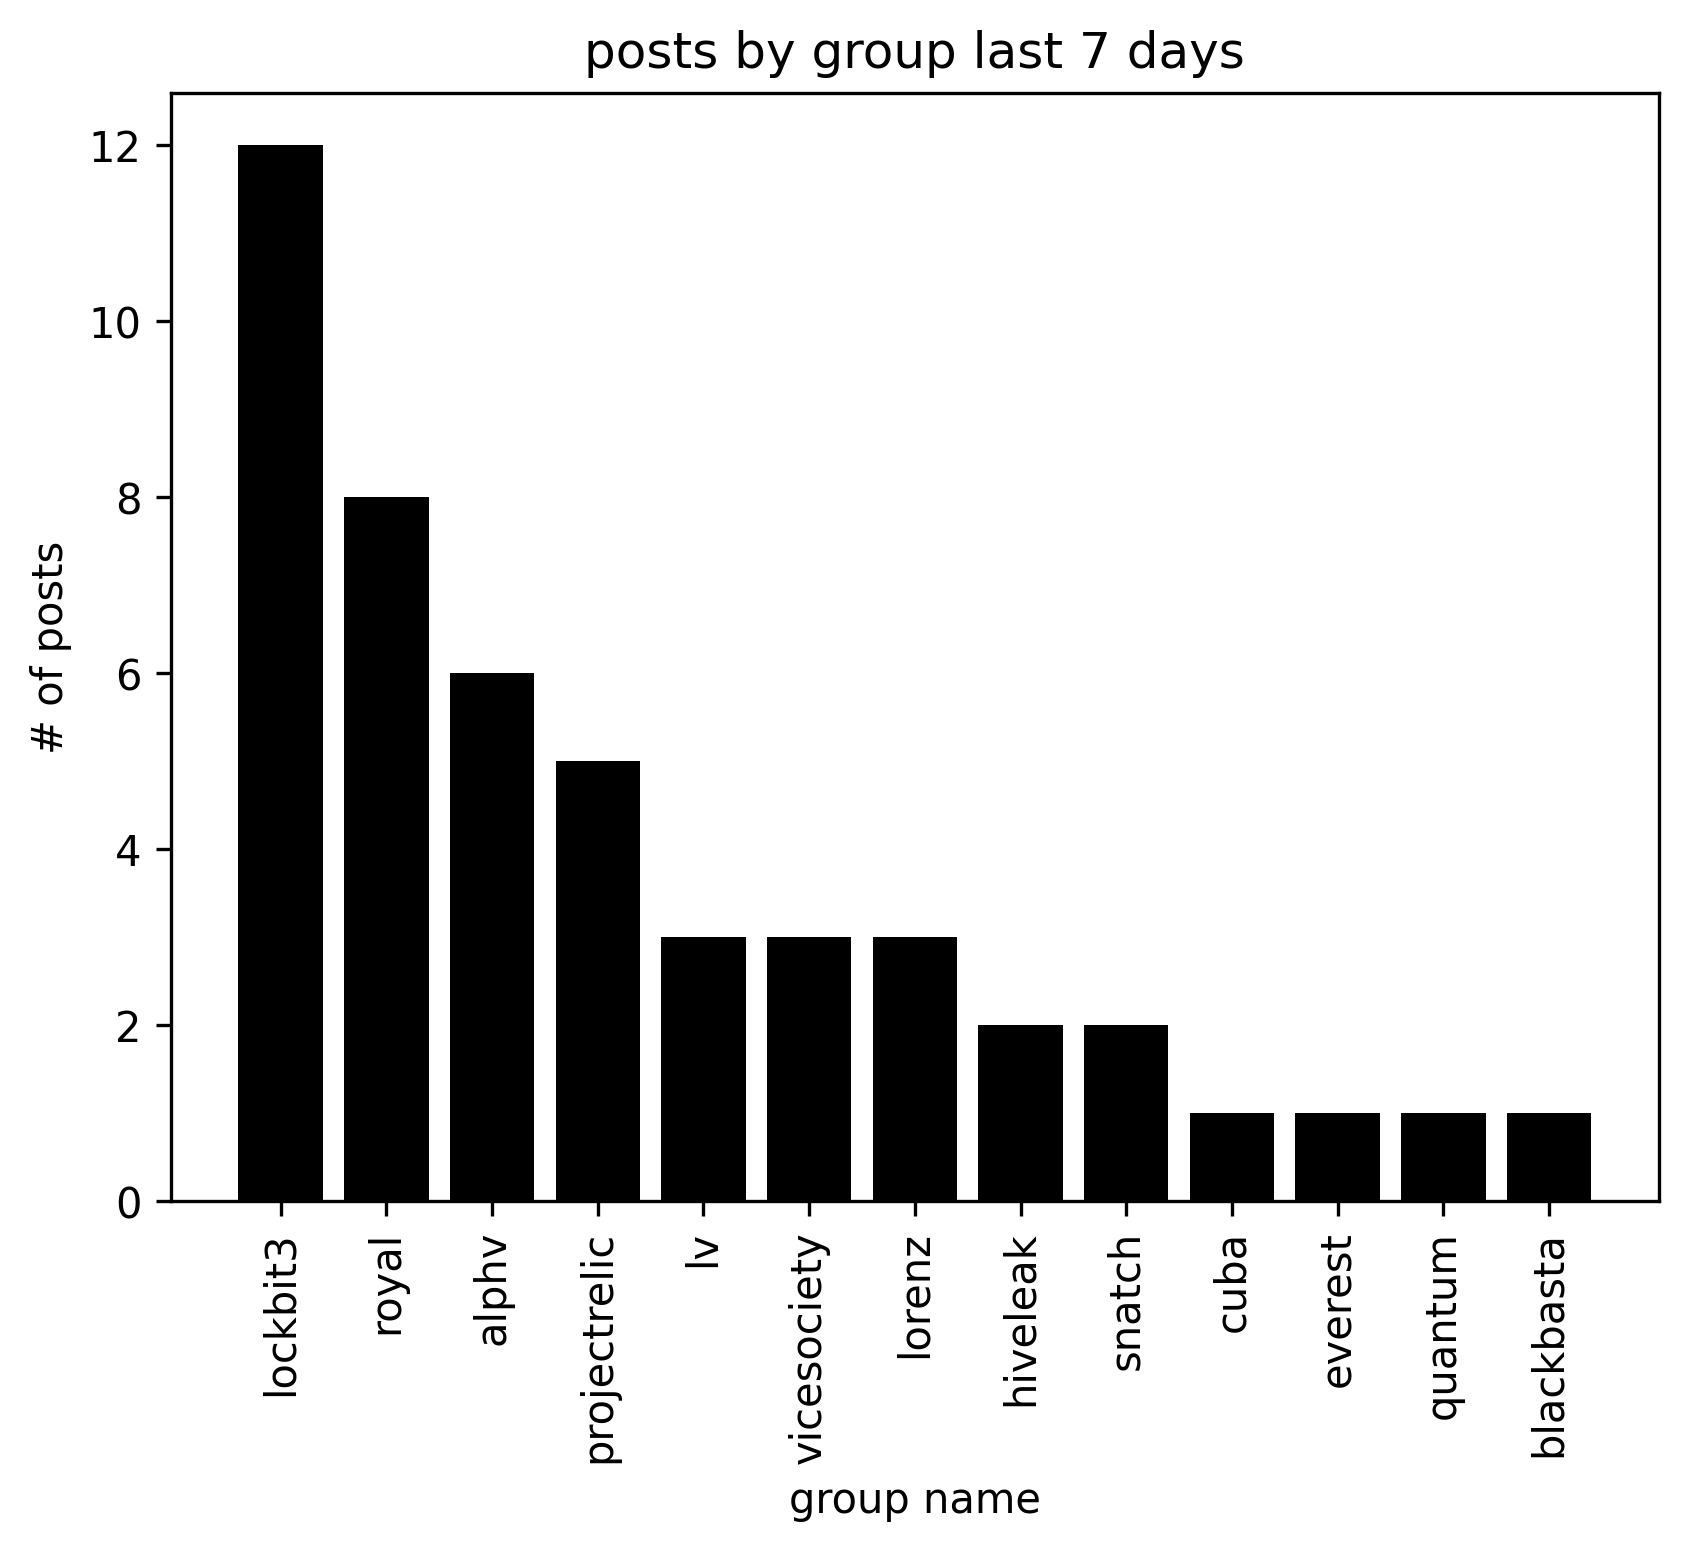 posts by group last 7 days
12
10
8
6
4
2
0
# of posts
lockbit3
royal
alphv
projectrelic
lv
vicesociety
lorenz
hiveleak
snatch
cuba
everest
quantum
blackbasta
group name